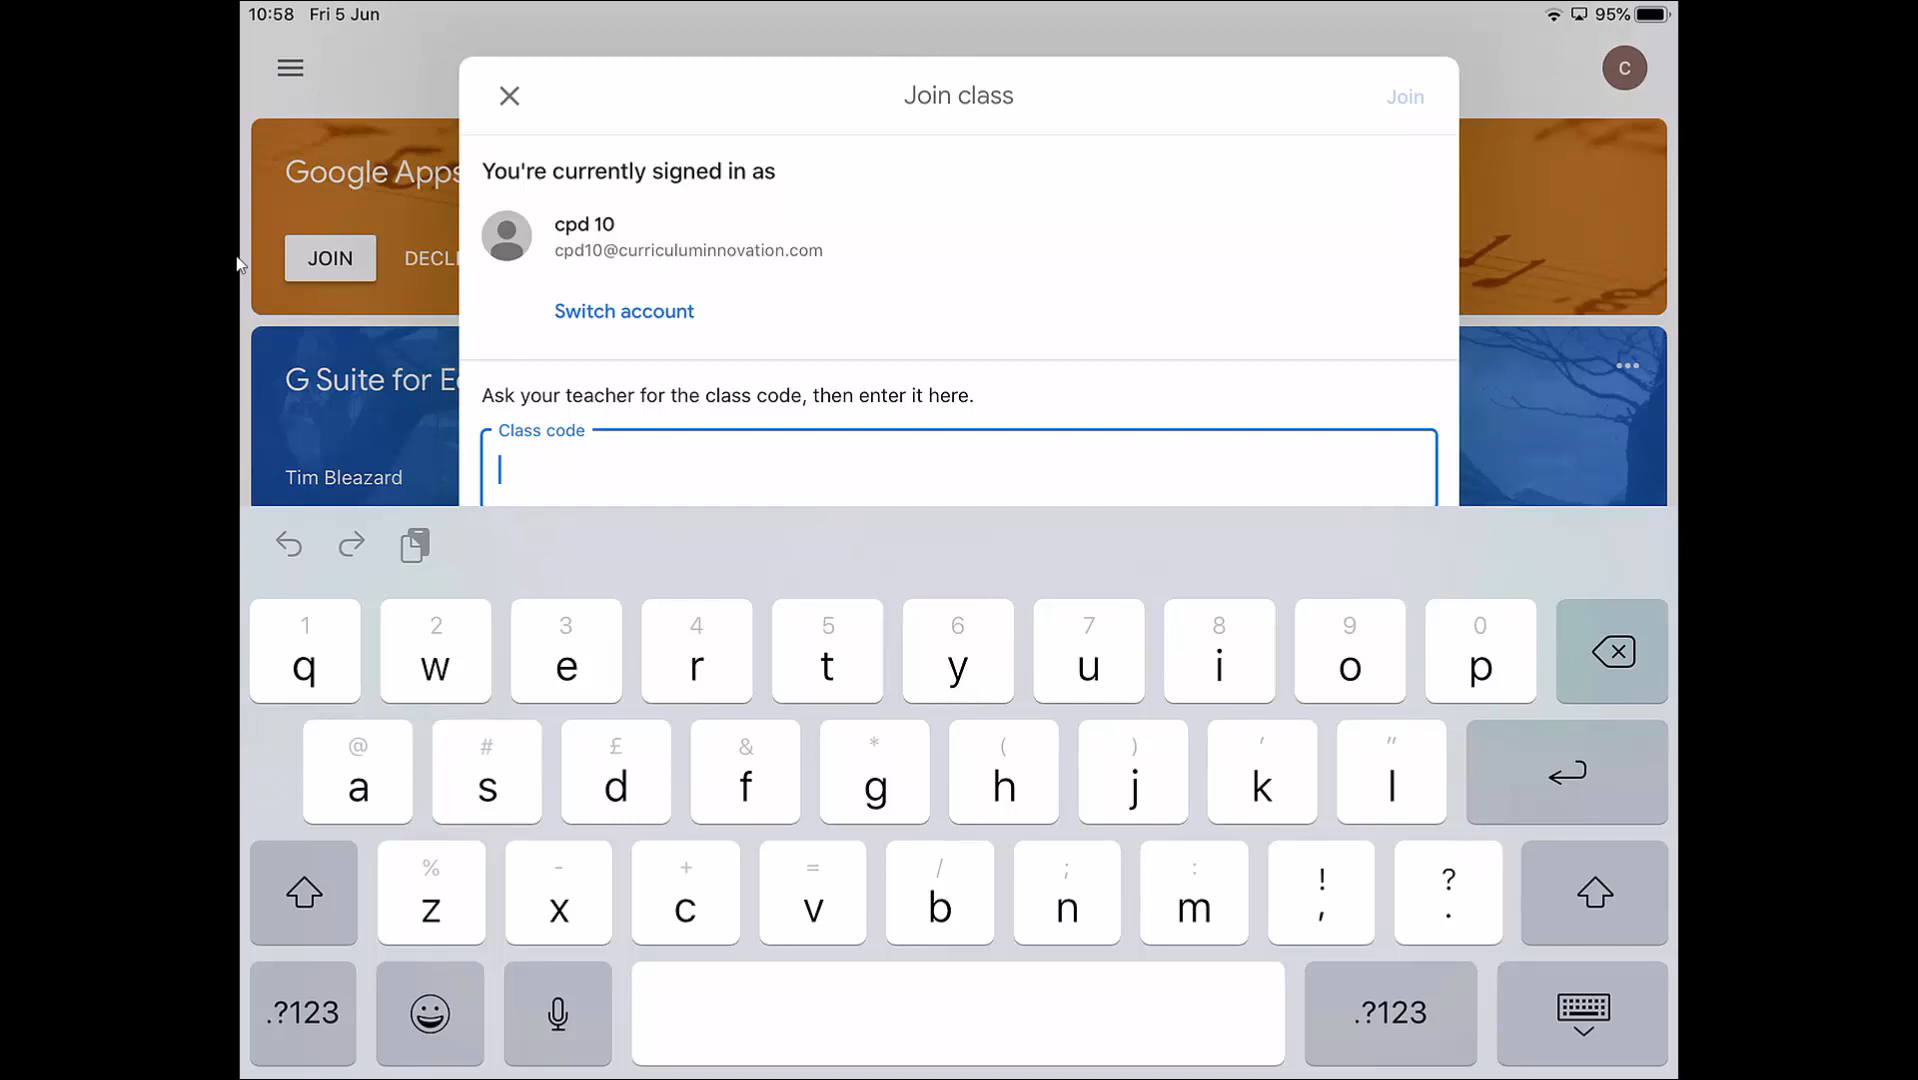 10:58 Fri 5 Jun 95%
C
Join class
Join
Google Apps
JOIN DECLI
You're currently signed in as
cpd 10
cpd10@curriculuminnovation.com
Switch account
G Suite for E
Tim Bleazard
Ask your teacher for the class code, then enter it here.
Class code
1 2 3 4 5 6 7 8 9 0
q w e r t y u i o p
@ # £ & * ( ) ' "
a s d f g h j k l
% - + = / ; : ! ?
z x c v b n m , .
.?123 .?123